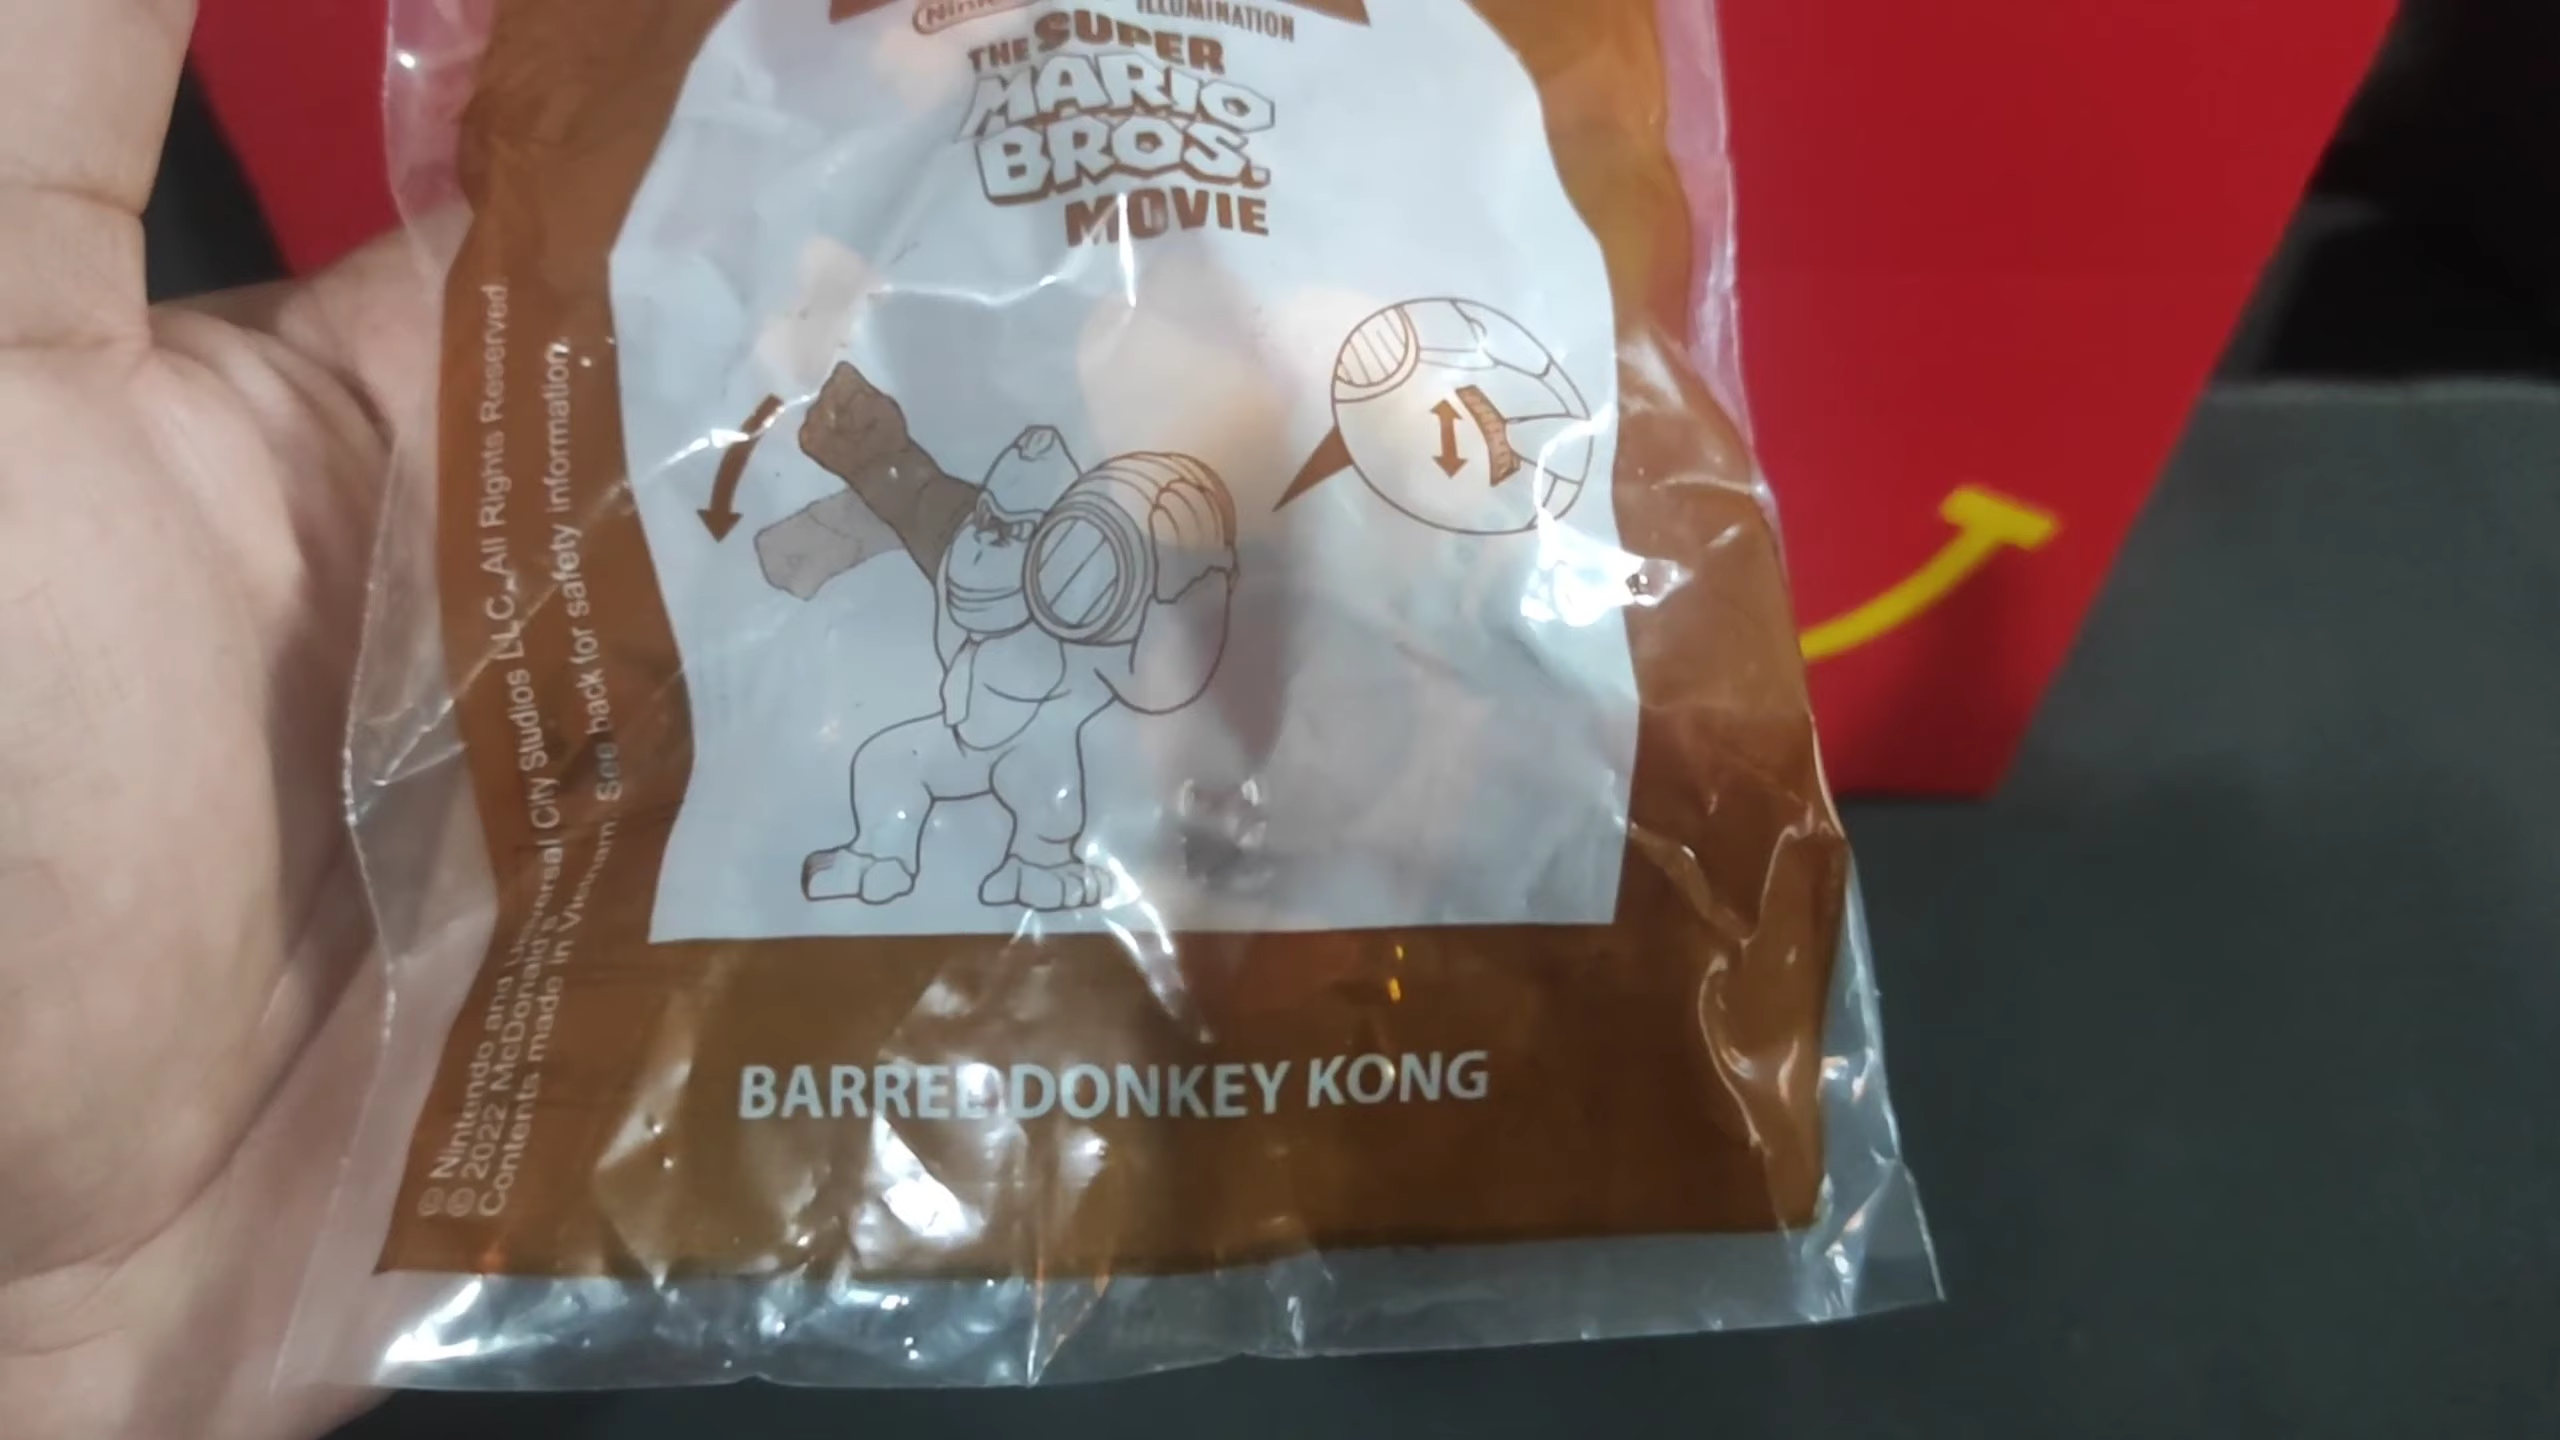 ILLUMINATION
THE SUPER
MARIO
BROS.
MOVIE
BARREL DONKEY KONG
© Nintendo and Universal City Studios LLC. All Rights Reserved.
© 2022 McDonald's
Contents made in Vietnam. See back for safety information.